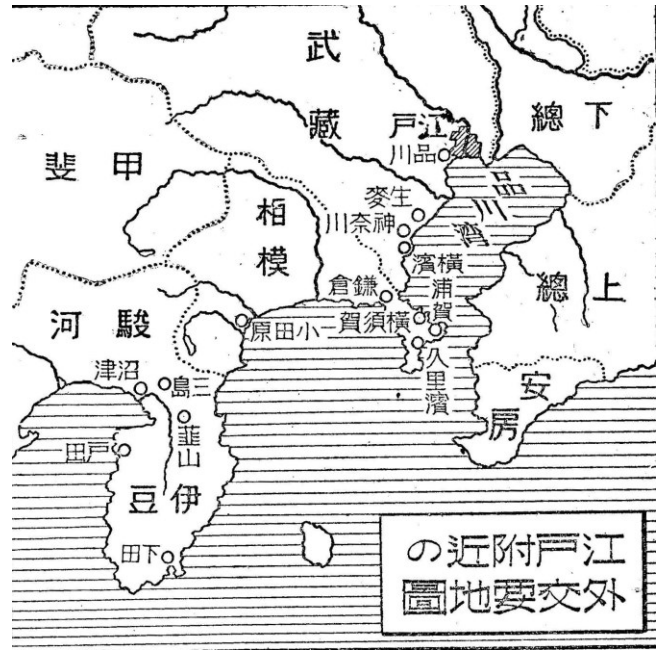 武藏
江戸
品川
下總
甲斐
相模
品川灣
生麥
神奈川
橫濱
上總
鎌倉
浦賀
橫須賀
駿河
小田原
久里濱
沼津
三島
安房
韮山
戸田
伊豆
下田
江戸附近の
外交要地圖